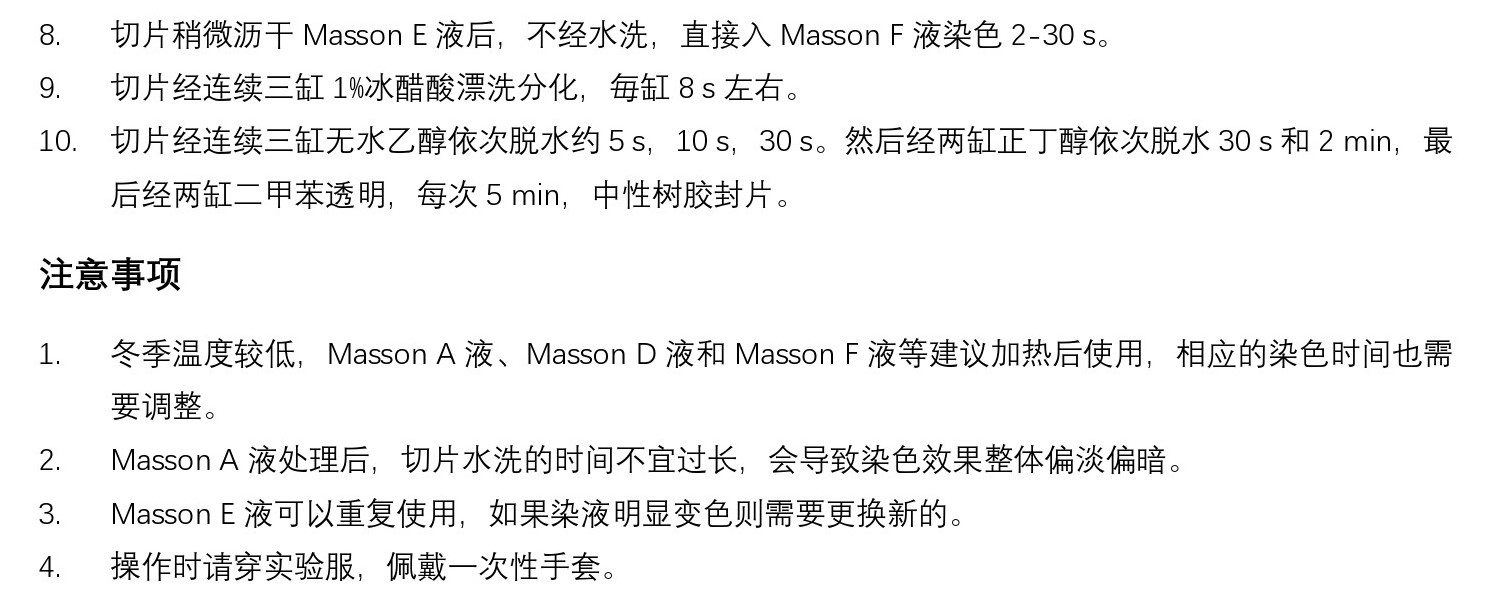 8. 切片稍微沥干 Masson E 液后，不经水洗，直接入 Masson F 液染色 2-30 s。
9. 切片经连续三缸 1%冰醋酸漂洗分化，每缸 8 s 左右。
10. 切片经连续三缸无水乙醇依次脱水约 5 s，10 s，30 s。然后经两缸正丁醇依次脱水 30 s 和 2 min，最
后经两缸二甲苯透明，每次 5 min，中性树胶封片。
注意事项
1. 冬季温度较低，Masson A 液、Masson D 液和 Masson F 液等建议加热后使用，相应的染色时间也需
要调整。
2. Masson A 液处理后，切片水洗的时间不宜过长，会导致染色效果整体偏淡偏暗。
3. Masson E 液可以重复使用，如果染液明显变色则需要更换新的。
4. 操作时请穿实验服，佩戴一次性手套。